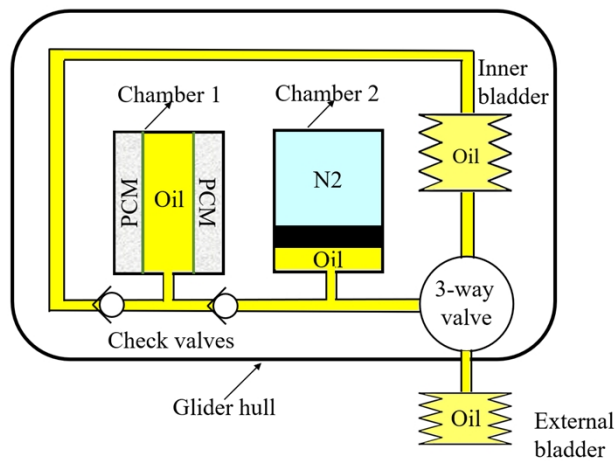 Chamber 1
Chamber 2
Inner
bladder
PCM
Oil
PCM
N2
Oil
Oil
3-way
valve
Check valves
Glider hull
Oil
External
bladder